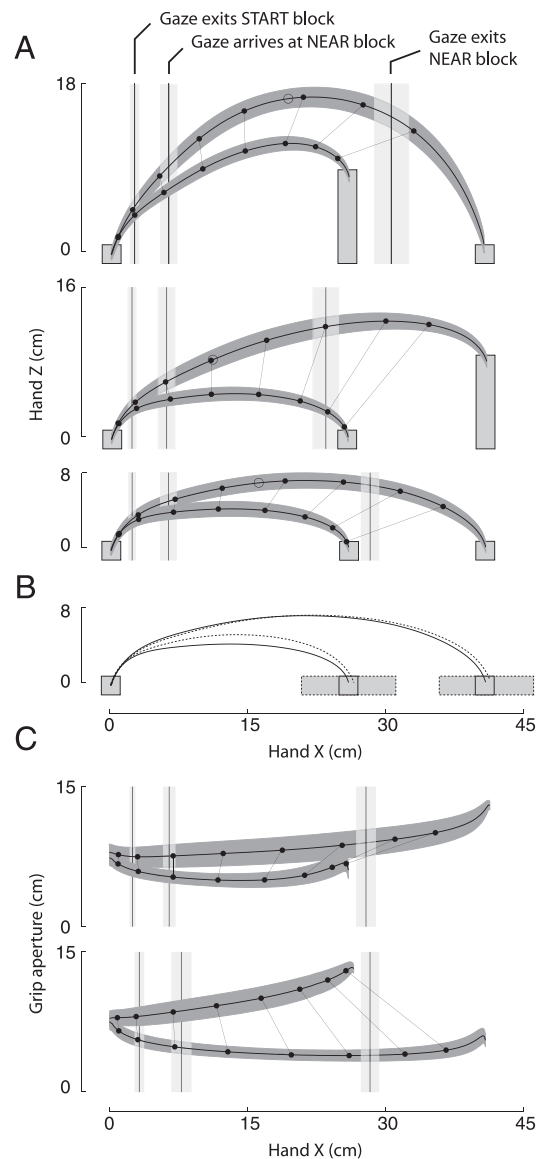 Gaze exits START block
Gaze arrives at NEAR block
Gaze exits
NEAR block
A
18
0
16
Hand Z (cm)
0
8
0
B
8
0
0
15
30
45
Hand X (cm)
C
15
0
Grip aperture (cm)
15
0
0
15
30
45
Hand X (cm)